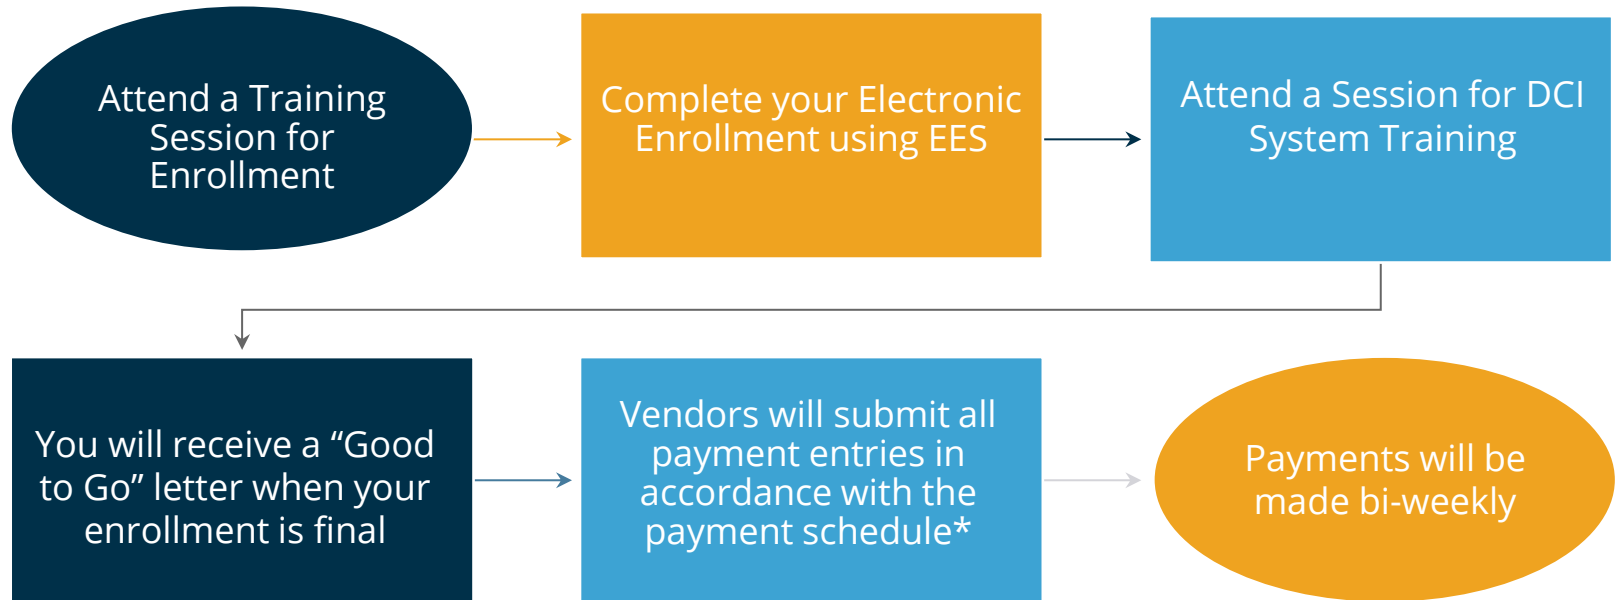 Attend a Training
Session for
Enrollment
Complete your Electronic
Enrollment using EES
Attend a Session for DCI
System Training
You will receive a “Good
to Go” letter when your
enrollment is final
Vendors will submit all
payment entries in
accordance with the
payment schedule*
Payments will be
made bi-weekly